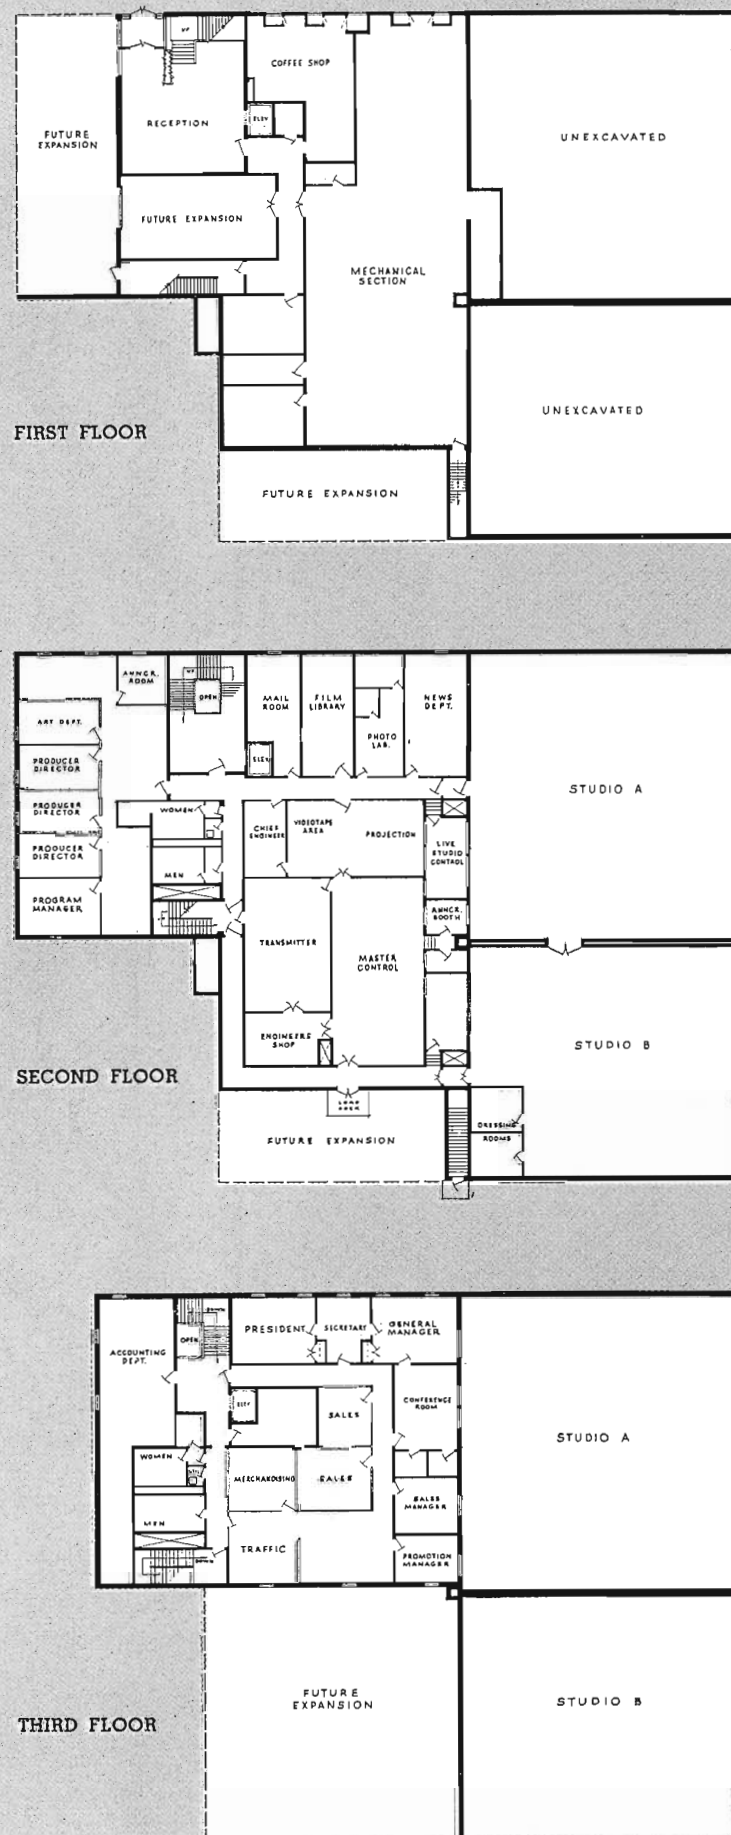 UP
COFFEE SHOP
FUTURE
EXPANSION
RECEPTION
ELEV
UNEXCAVATED
FUTURE EXPANSION
MECHANICAL
SECTION
UNEXCAVATED
FIRST FLOOR
FUTURE EXPANSION
ANNCR.
ROOM
UP
OPEN
MAIL
ROOM
FILM
LIBRARY
NEWS
DEPT.
ART DEPT.
PHOTO
LAB.
ELEV
PRODUCER
DIRECTOR
STUDIO A
PRODUCER
DIRECTOR
WOMEN
CHIEF
ENGINEER
VIDEOTAPE
AREA
PROJECTION
PRODUCER
DIRECTOR
LIVE
STUDIO
CONTROL
MEN
PROGRAM
MANAGER
ANNCR.
BOOTH
TRANSMITTER
MASTER
CONTROL
ENGINEERS
SHOP
STUDIO B
SECOND FLOOR
DRESSING
ROOMS
FUTURE EXPANSION
DOWN
OPEN
PRESIDENT
SECRETARY
GENERAL
MANAGER
ACCOUNTING
DEPT.
ELEV
CONFERENCE
ROOM
SALES
STUDIO A
WOMEN
MERCHANDISING
SALES
SALES
MANAGER
MEN
TRAFFIC
PROMOTION
MANAGER
DOWN
FUTURE
EXPANSION
STUDIO B
THIRD FLOOR